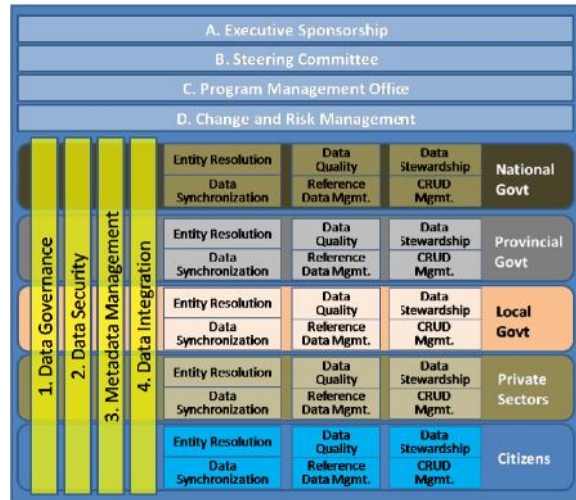 A. Executive Sponsorship
B. Steering Committee
C. Program Management Office
D. Change and Risk Management
1. Data Governance
2. Data Security
3. Metadata Management
4. Data Integration
Entity Resolution
Data
Quality
Data
Stewardship
National
Govt
Data
Synchronization
Reference
Data Mgmt.
CRUD
Mgmt.
Entity Resolution
Data
Quality
Data
Stewardship
Provincial
Govt
Data
Synchronization
Reference
Data Mgmt.
CRUD
Mgmt.
Entity Resolution
Data
Quality
Data
Stewardship
Local
Govt
Data
Synchronization
Reference
Data Mgmt.
CRUD
Mgmt.
Entity Resolution
Data
Quality
Data
Stewardship
Private
Sectors
Data
Synchronization
Reference
Data Mgmt.
CRUD
Mgmt.
Entity Resolution
Data
Quality
Data
Stewardship
Citizens
Data
Synchronization
Reference
Data Mgmt.
CRUD
Mgmt.